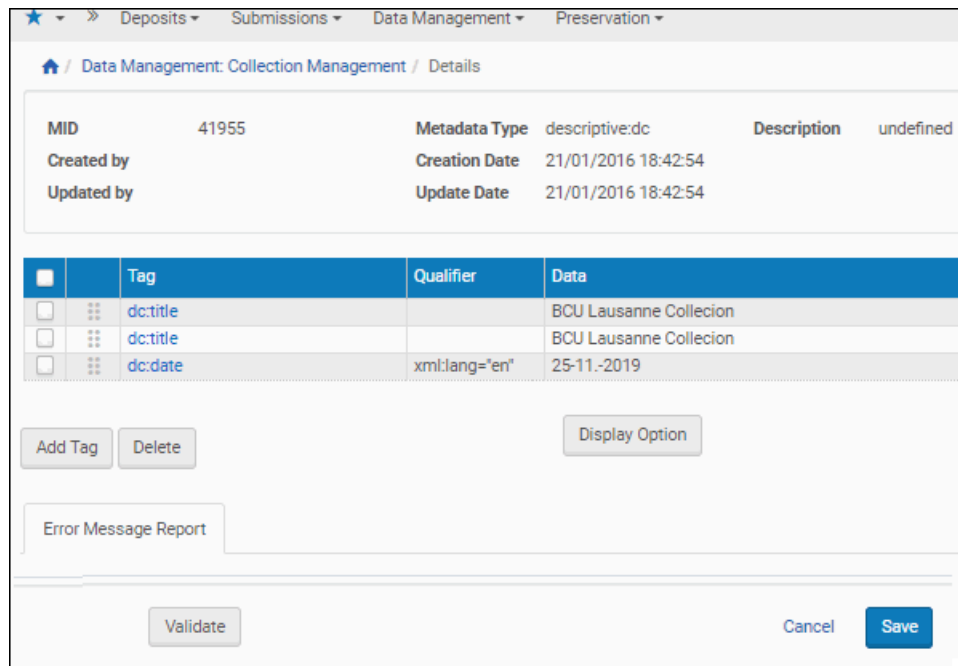 Deposits Submissions Data Management Preservation
/ Data Management: Collection Management / Details
MID 41955 Metadata Type descriptive:dc Description undefined
Created by Creation Date 21/01/2016 18:42:54
Updated by Update Date 21/01/2016 18:42:54
Tag Qualifier Data
dc:title BCU Lausanne Collecion
dc:title BCU Lausanne Collecion
dc:date xml:lang="en" 25-11.-2019
Add Tag Delete Display Option
Error Message Report
Validate Cancel Save